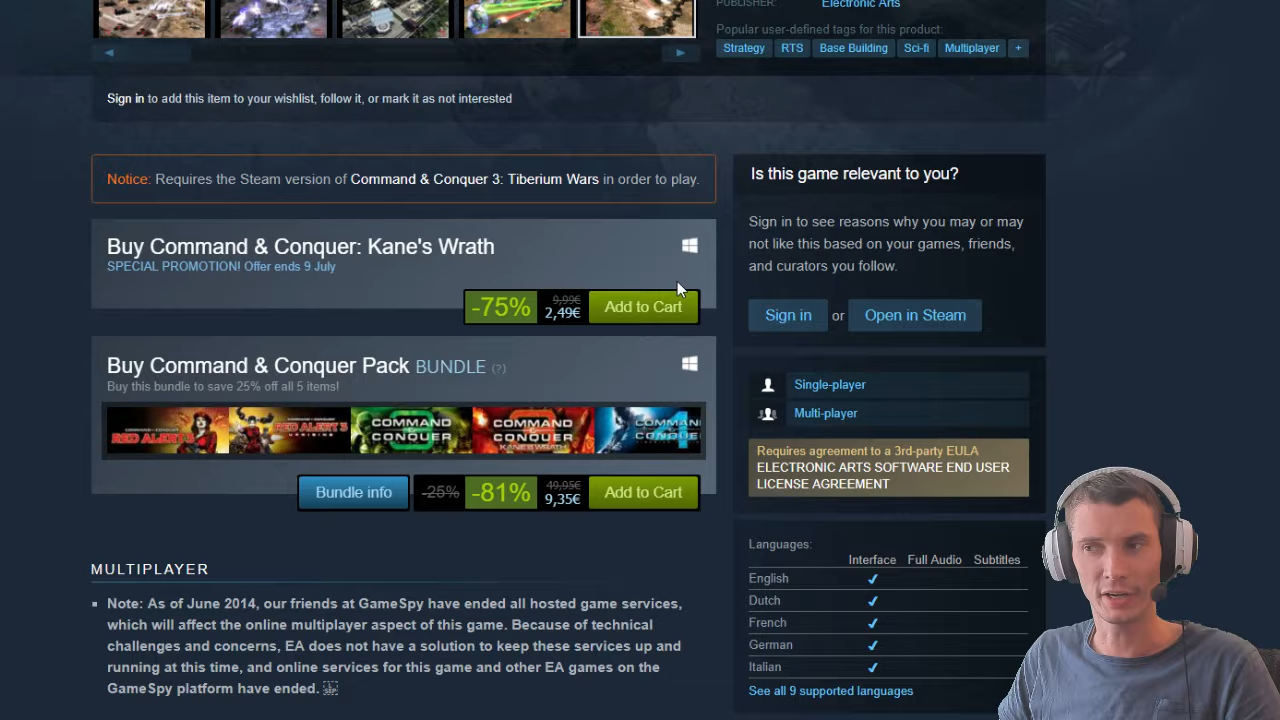 PUBLISHER: Electronic Arts
Popular user-defined tags for this product:
Strategy RTS Base Building Sci-fi Multiplayer +
Sign in to add this item to your wishlist, follow it, or mark it as not interested
Notice: Requires the Steam version of Command & Conquer 3: Tiberium Wars in order to play.
Buy Command & Conquer: Kane's Wrath
SPECIAL PROMOTION! Offer ends 9 July
-75% 9,99€ 2,49€ Add to Cart
Buy Command & Conquer Pack BUNDLE (?)
Buy this bundle to save 25% off all 5 items!
RED ALERT 3
RED ALERT 3
COMMAND
CONQUER
COMMAND
CONQUER
KANE'S WRATH
Bundle info -25% -81% 49,95€ 9,35€ Add to Cart
MULTIPLAYER
Note: As of June 2014, our friends at GameSpy have ended all hosted game services,
which will affect the online multiplayer aspect of this game. Because of technical
challenges and concerns, EA does not have a solution to keep these services up and
running at this time, and online services for this game and other EA games on the
GameSpy platform have ended.
Is this game relevant to you?
Sign in to see reasons why you may or may
not like this based on your games, friends,
and curators you follow.
Sign in or Open in Steam
Single-player
Multi-player
Requires agreement to a 3rd-party EULA
ELECTRONIC ARTS SOFTWARE END USER
LICENSE AGREEMENT
Languages:
Interface Full Audio Subtitles
English ✔
Dutch ✔
French ✔
German ✔
Italian ✔
See all 9 supported languages